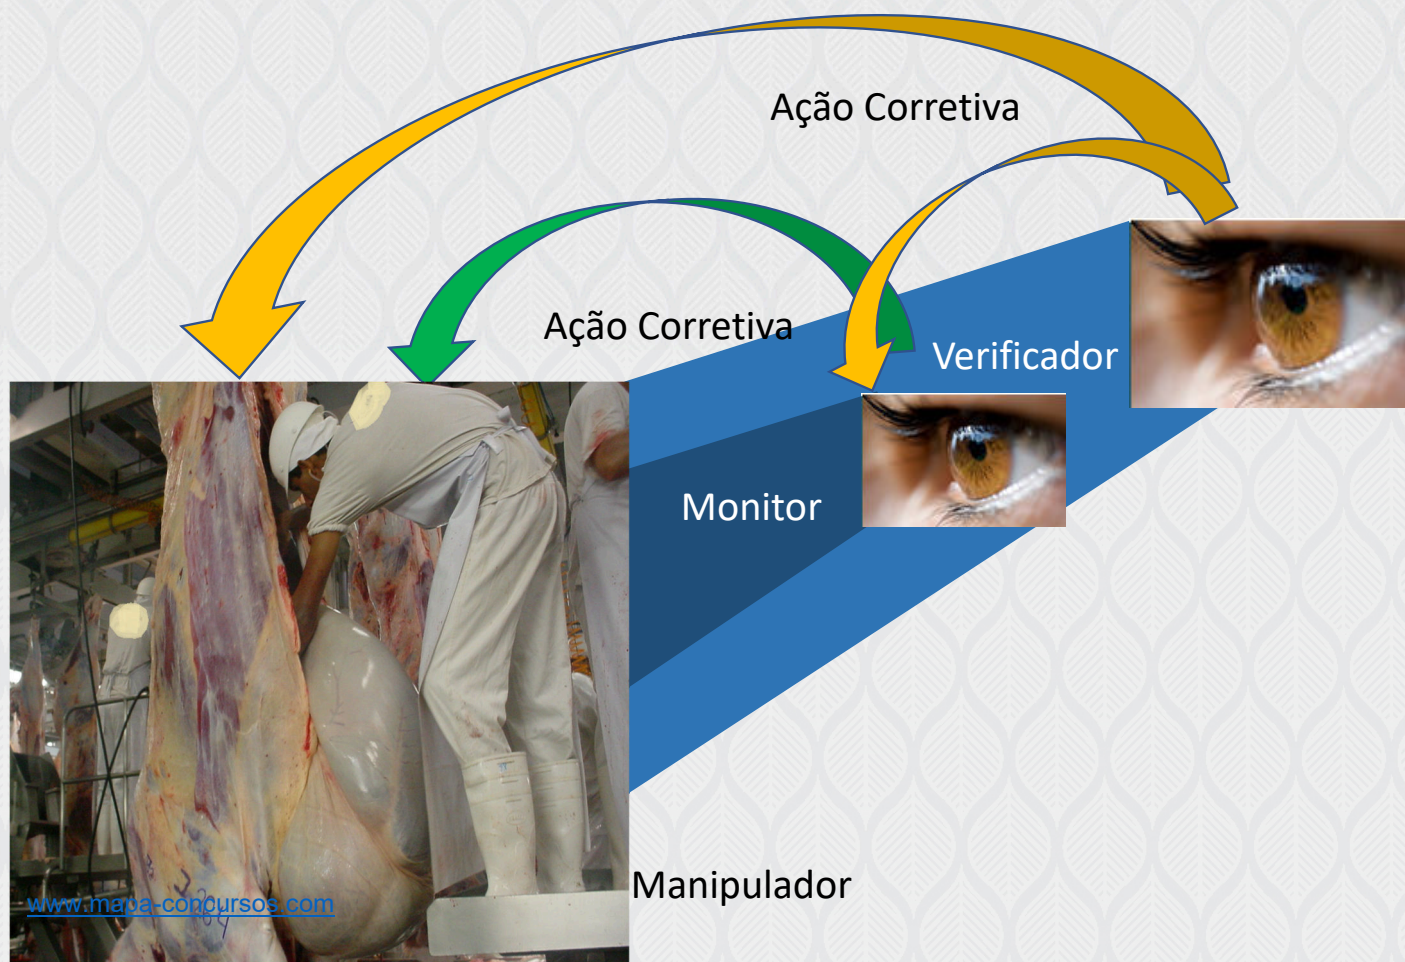 Ação Corretiva
Ação Corretiva
Verificador
Monitor
Manipulador
www.mapa-concursos.com